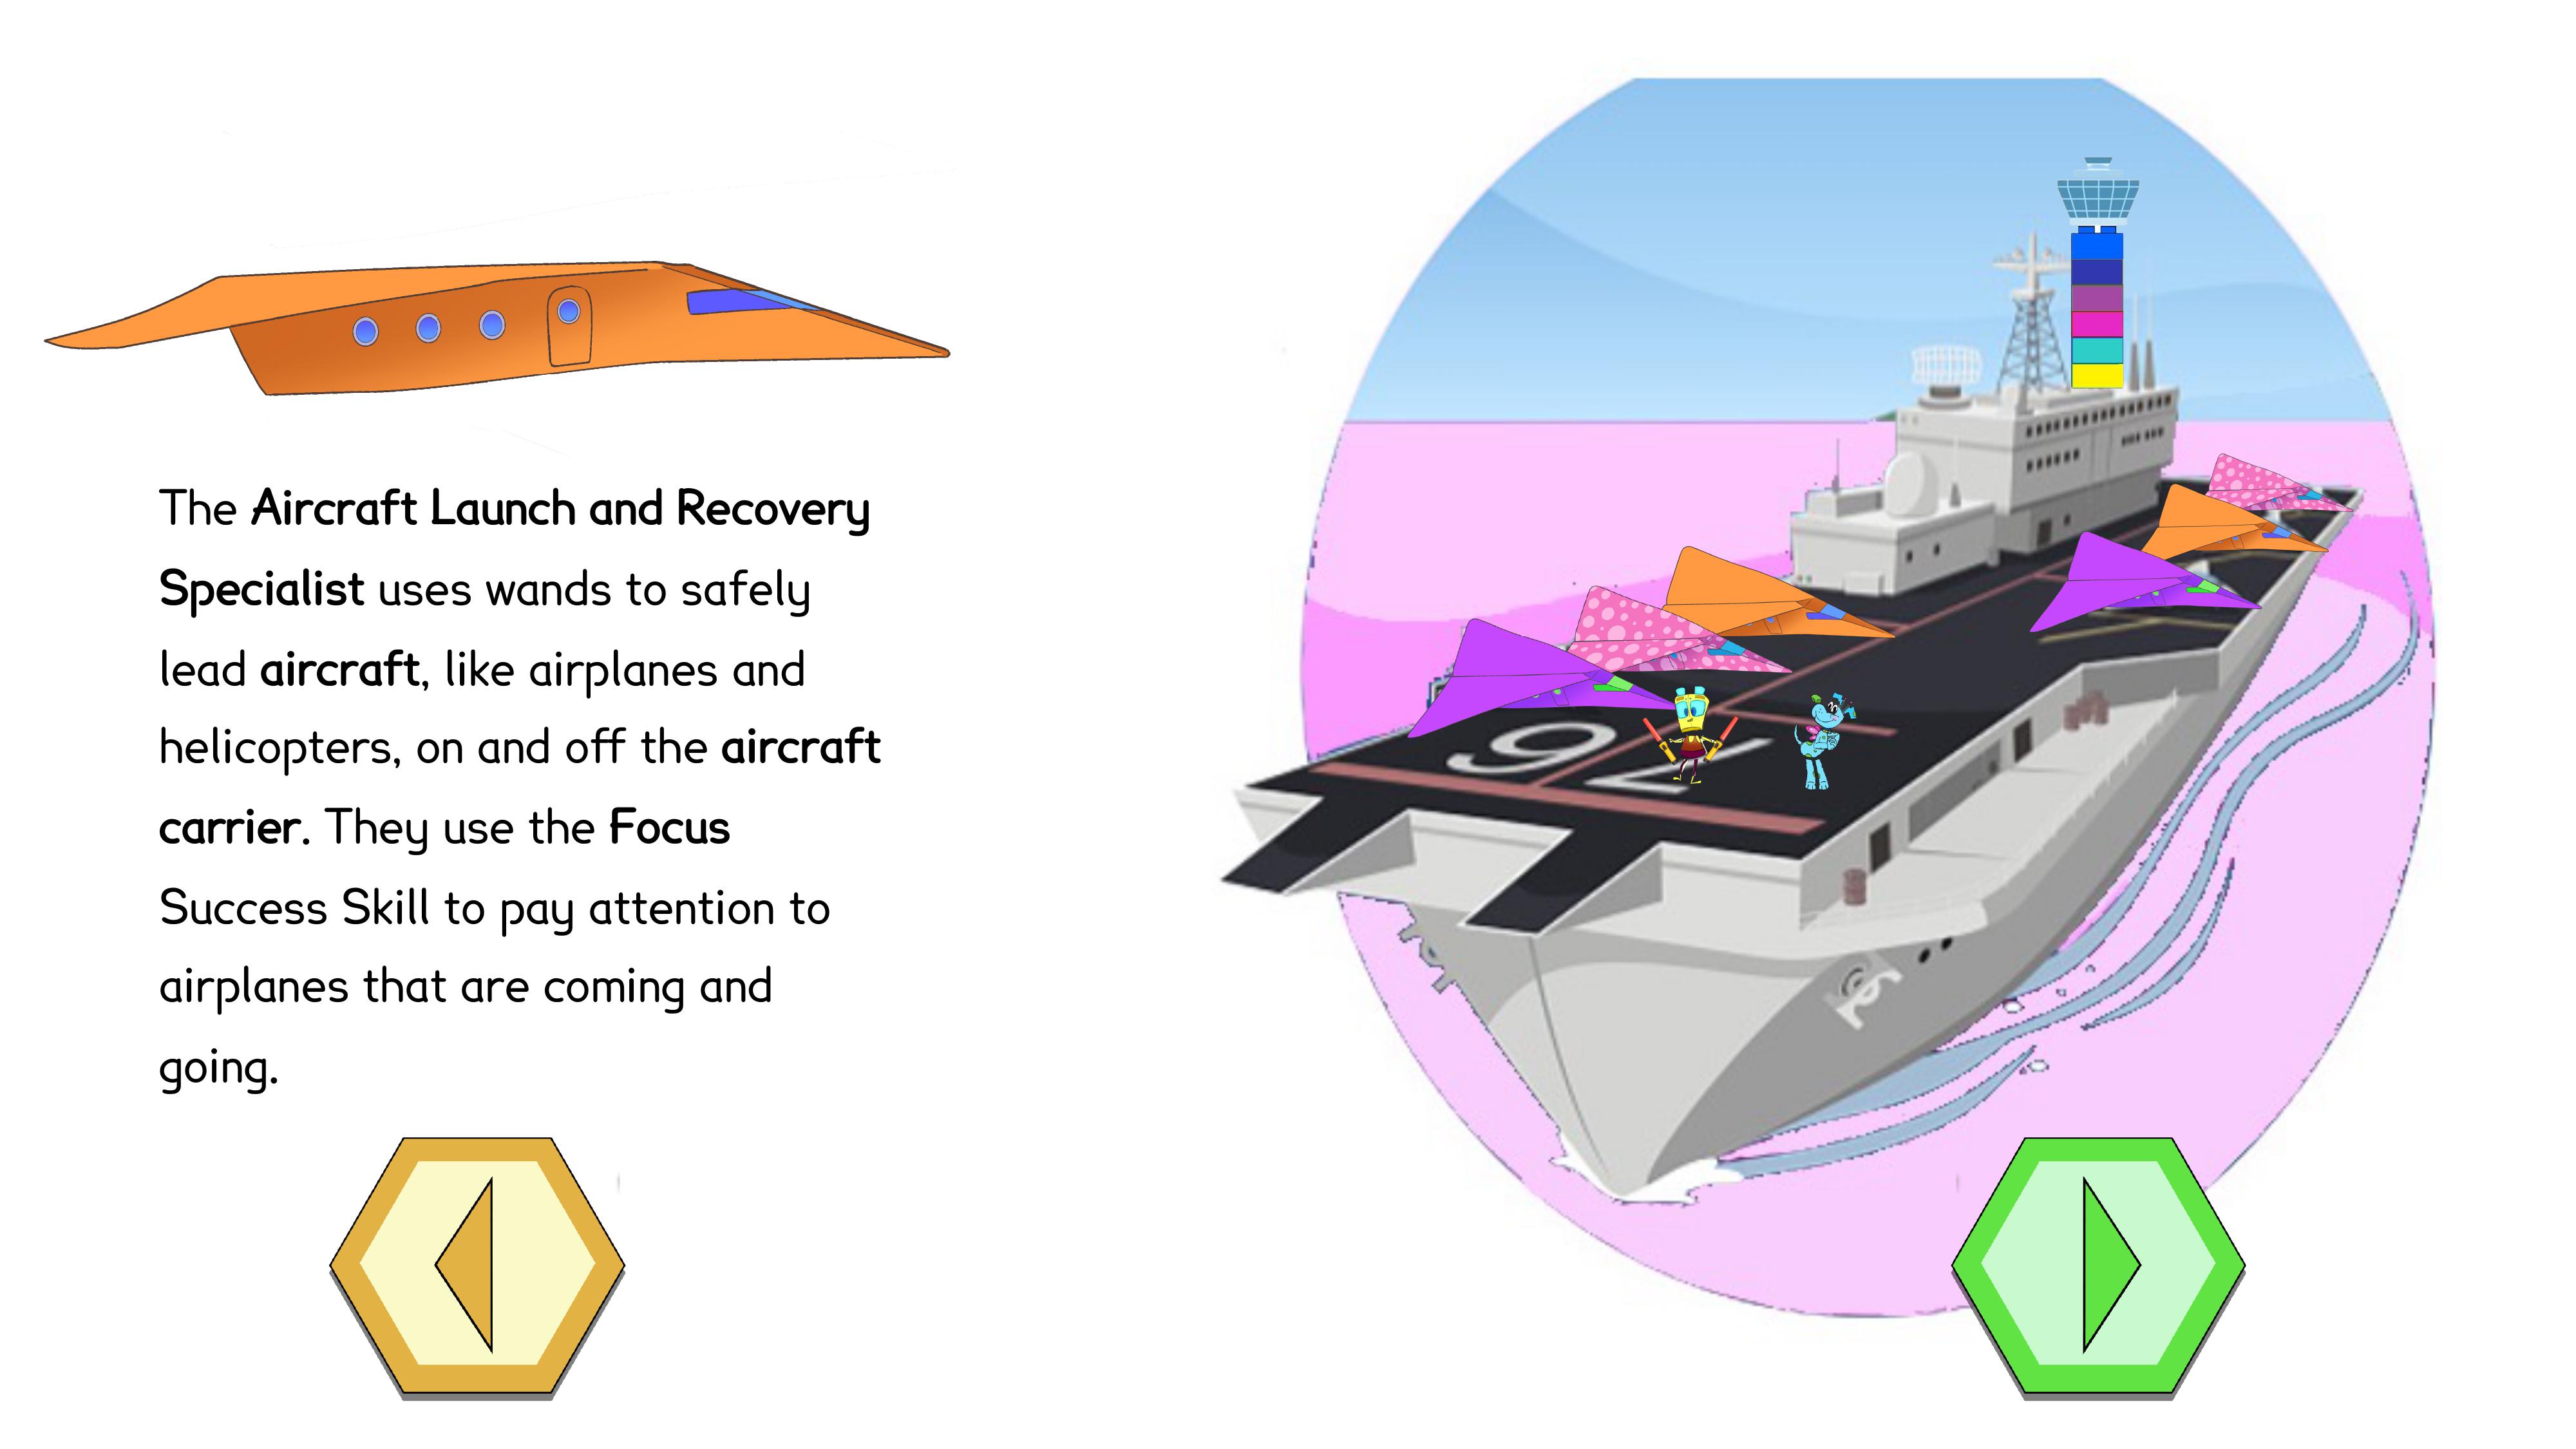 The Aircraft Launch and Recovery
Specialist uses wands to safely
lead aircraft, like airplanes and
helicopters, on and off the aircraft
carrier. They use the Focus
Success Skill to pay attention to
airplanes that are coming and
going.
92